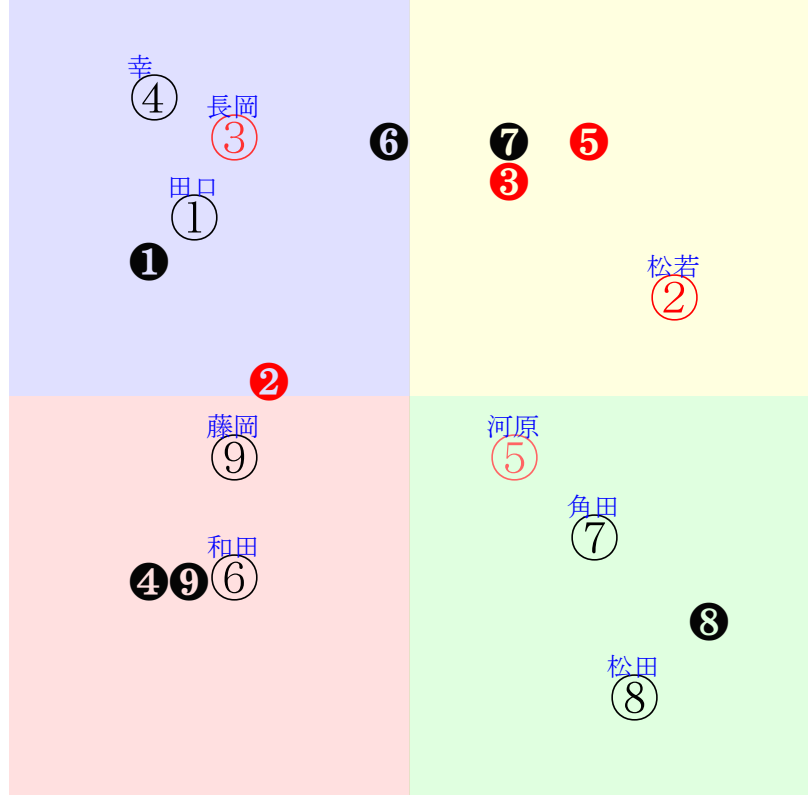 幸
④
長岡
③
❻
❼
❺
❸
田口
①
❶
松若
②
❷
藤岡
⑨
河原
⑤
角田
⑦
和田
❹❾⑥
❽
松田
⑧